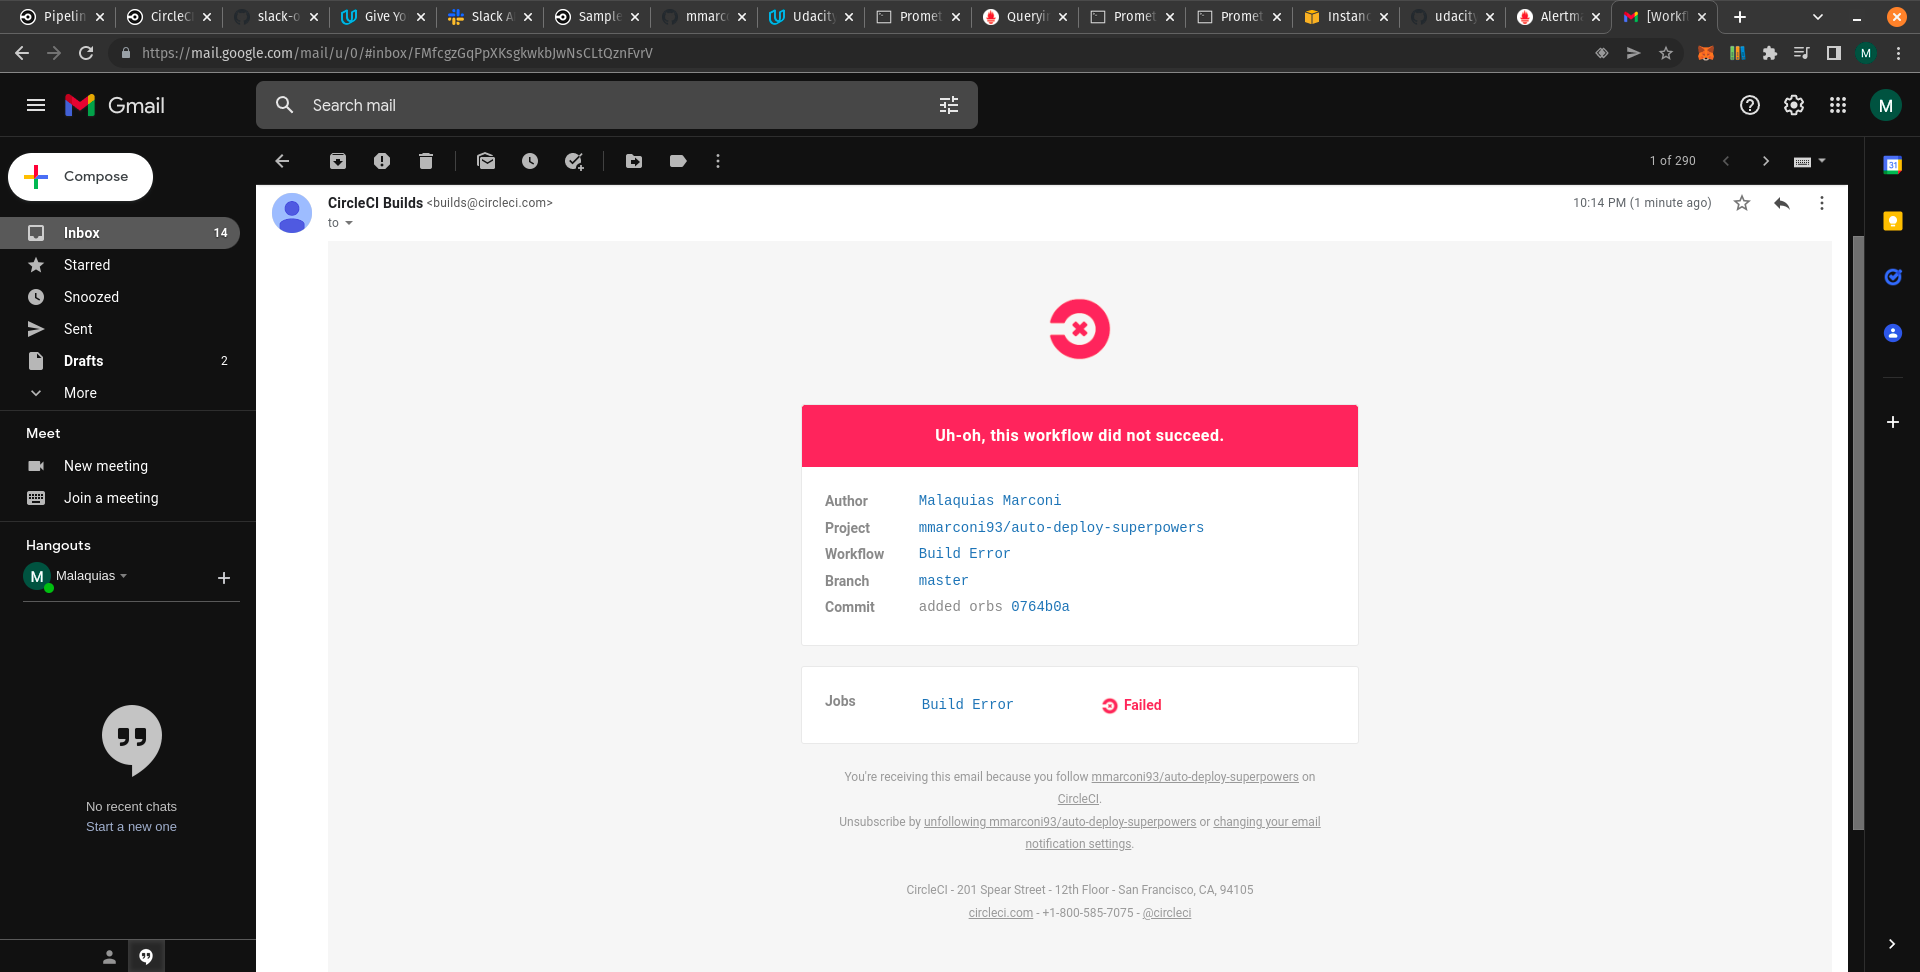 Pipelin
CircleC
slack-o
Give Yo
Slack A
Sample
mmarc
Udacity
Promet
Queryi
Promet
Promet
Instanc
udacity
Alertm
[Workfl
https://mail.google.com/mail/u/0/#inbox/FMfcgzGqPpXKsgkwkbJwNsCLtQznFvrV
M
Gmail
Search mail
M
Compose
1 of 290
31
Inbox 14
Starred
Snoozed
Sent
Drafts 2
More
Meet
New meeting
Join a meeting
Hangouts
M Malaquias
No recent chats
Start a new one
CircleCI Builds <builds@circleci.com>
10:14 PM (1 minute ago)
to
Uh-oh, this workflow did not succeed.
Author Malaquias Marconi
Project mmarconi93/auto-deploy-superpowers
Workflow Build Error
Branch master
Commit added orbs 0764b0a
Jobs Build Error Failed
You're receiving this email because you follow mmarconi93/auto-deploy-superpowers on
CircleCI.
Unsubscribe by unfollowing mmarconi93/auto-deploy-superpowers or changing your email
notification settings.
CircleCI - 201 Spear Street - 12th Floor - San Francisco, CA, 94105
circleci.com - +1-800-585-7075 - @circleci